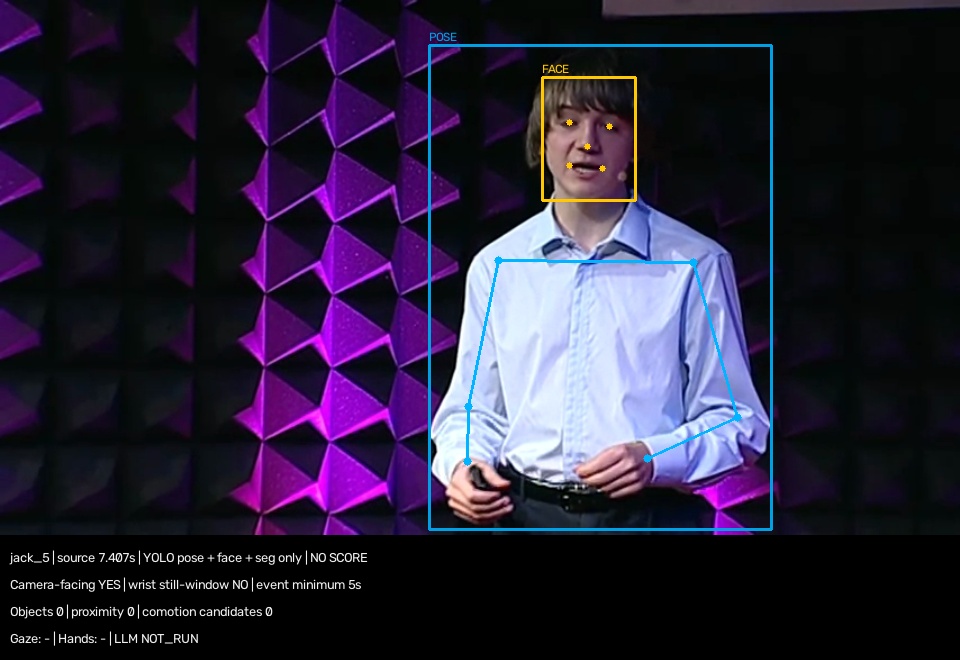 POSE
FACE
jack_5 | source 7.407s | YOLO pose + face + seg only | NO SCORE
Camera-facing YES | wrist still-window NO | event minimum 5s
Objects 0 | proximity 0 | comotion candidates 0
Gaze: - | Hands: - | LLM NOT_RUN